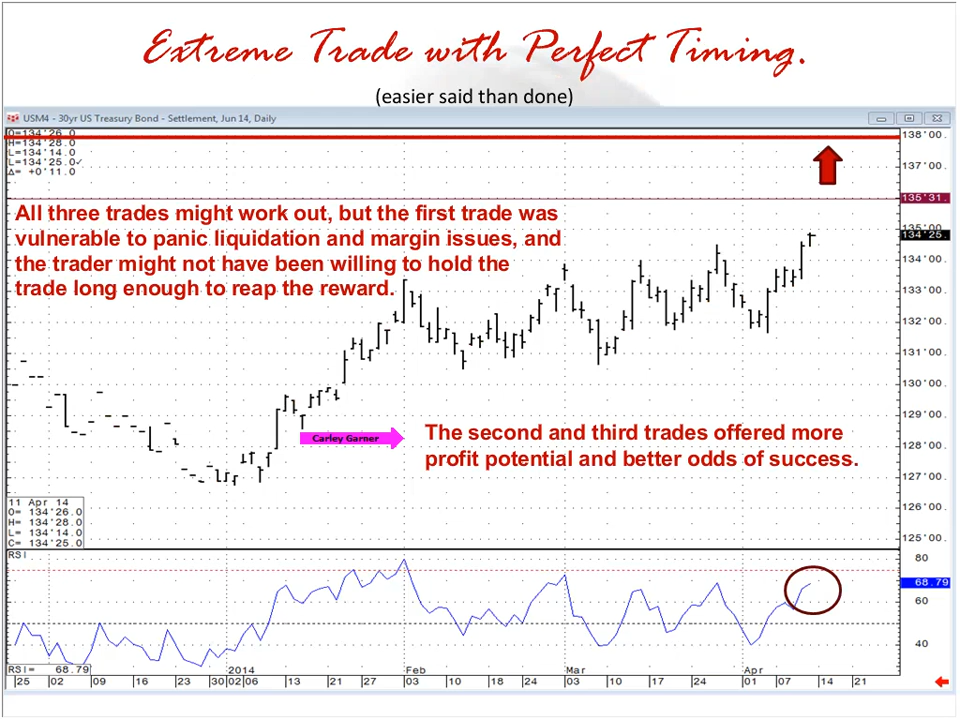 Extreme Trade with Perfect Timing.
(easier said than done)
USM4 - 30yr US Treasury Bond - Settlement, Jun 14, Daily
O=134'26.0
H=134'28.0
L=134'14.0
L=134'25.0✓
Δ= +0'11.0
138'00.
137'00.
135'31.
135'00.
134'25.
134'00.
133'00.
132'00.
131'00.
130'00.
129'00.
128'00.
127'00.
126'00.
125'00.
All three trades might work out, but the first trade was
vulnerable to panic liquidation and margin issues, and
the trader might not have been willing to hold the
trade long enough to reap the reward.
Carley Garner
The second and third trades offered more
profit potential and better odds of success.
11 Apr 14
O= 134'26.0
H= 134'28.0
L= 134'14.0
C= 134'25.0
RSI
80
68.79
60
40
RSI= 68.79
2014 Feb Mar Apr
25 02 09 16 23 30 02 06 13 21 27 03 10 18 24 03 10 17 24 01 07 14 21